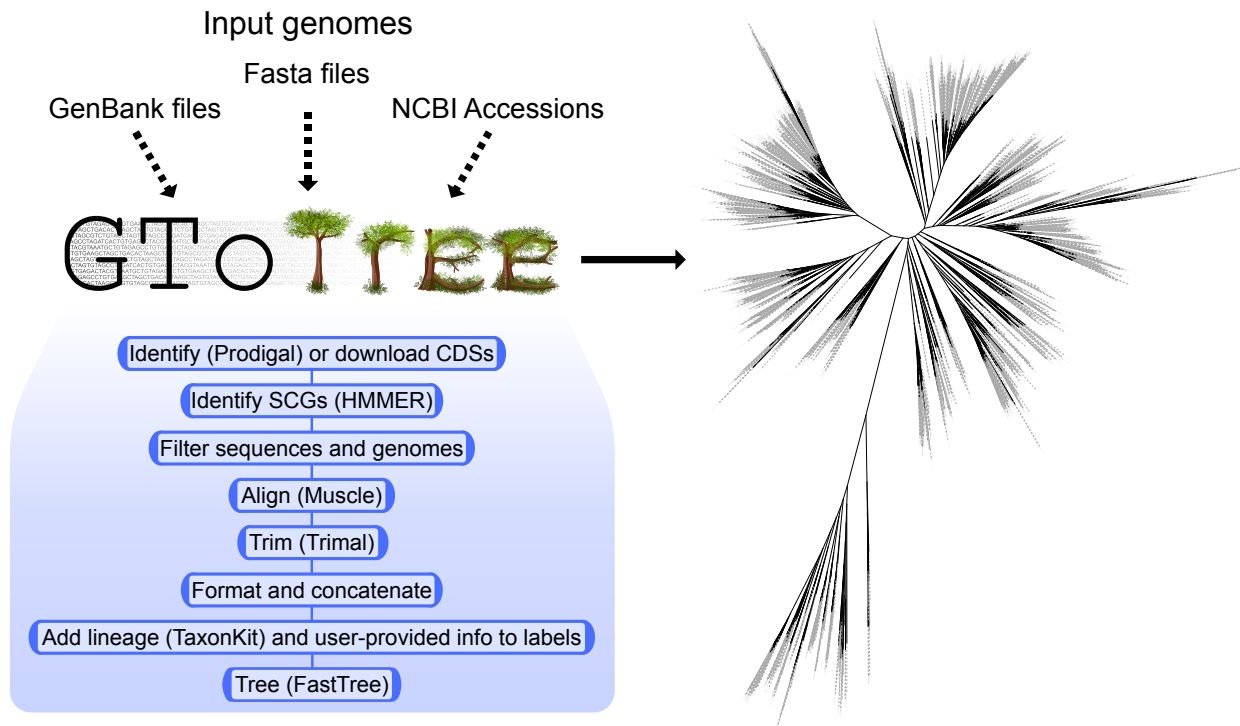 Input genomes
Fasta files
GenBank files
NCBI Accessions
GToTree
Identify (Prodigal) or download CDSs
Identify SCGs (HMMER)
Filter sequences and genomes
Align (Muscle)
Trim (Trimal)
Format and concatenate
Add lineage (TaxonKit) and user-provided info to labels
Tree (FastTree)